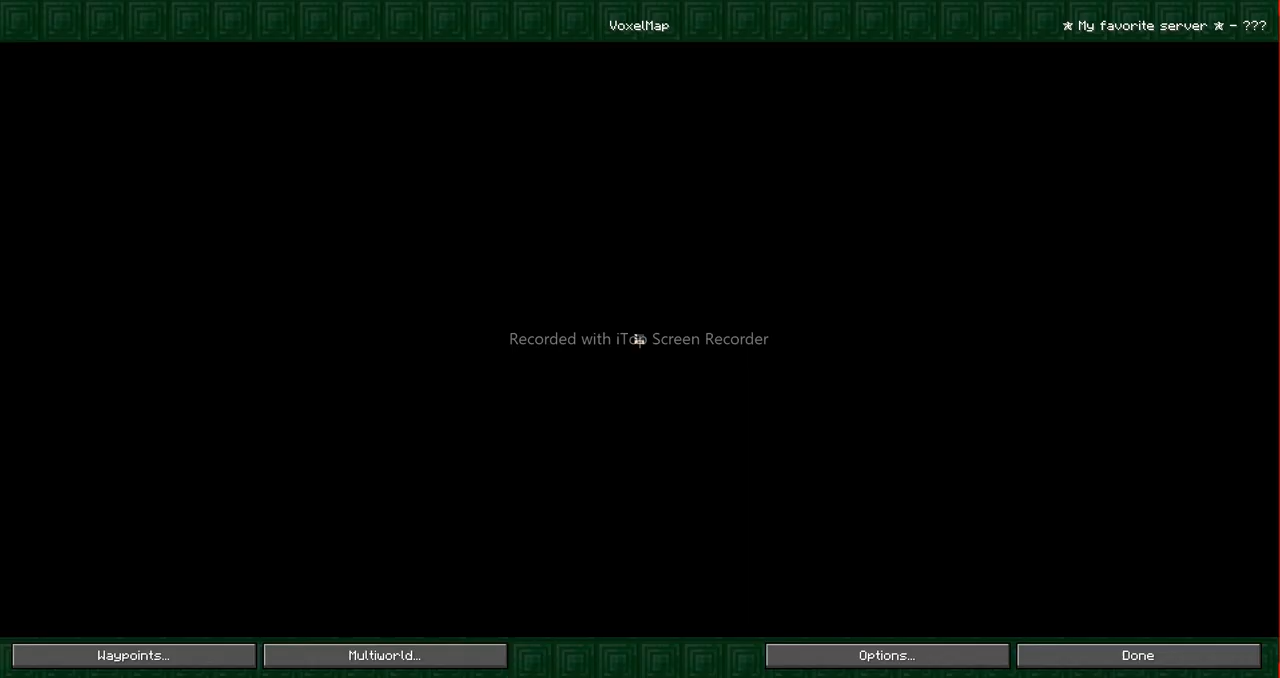 VoxelMap
✯ My favorite server ✯ - ???
Recorded with iTop Screen Recorder
Waypoints...
Multiworld...
Options...
Done